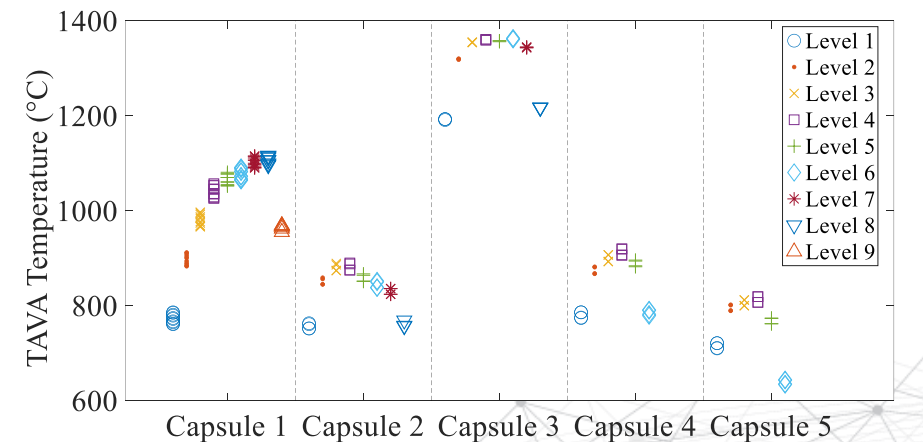 1400
1200
1000
800
600
TAVA Temperature (°C)
Level 1
Level 2
Level 3
Level 4
Level 5
Level 6
Level 7
Level 8
Level 9
Capsule 1 Capsule 2 Capsule 3 Capsule 4 Capsule 5